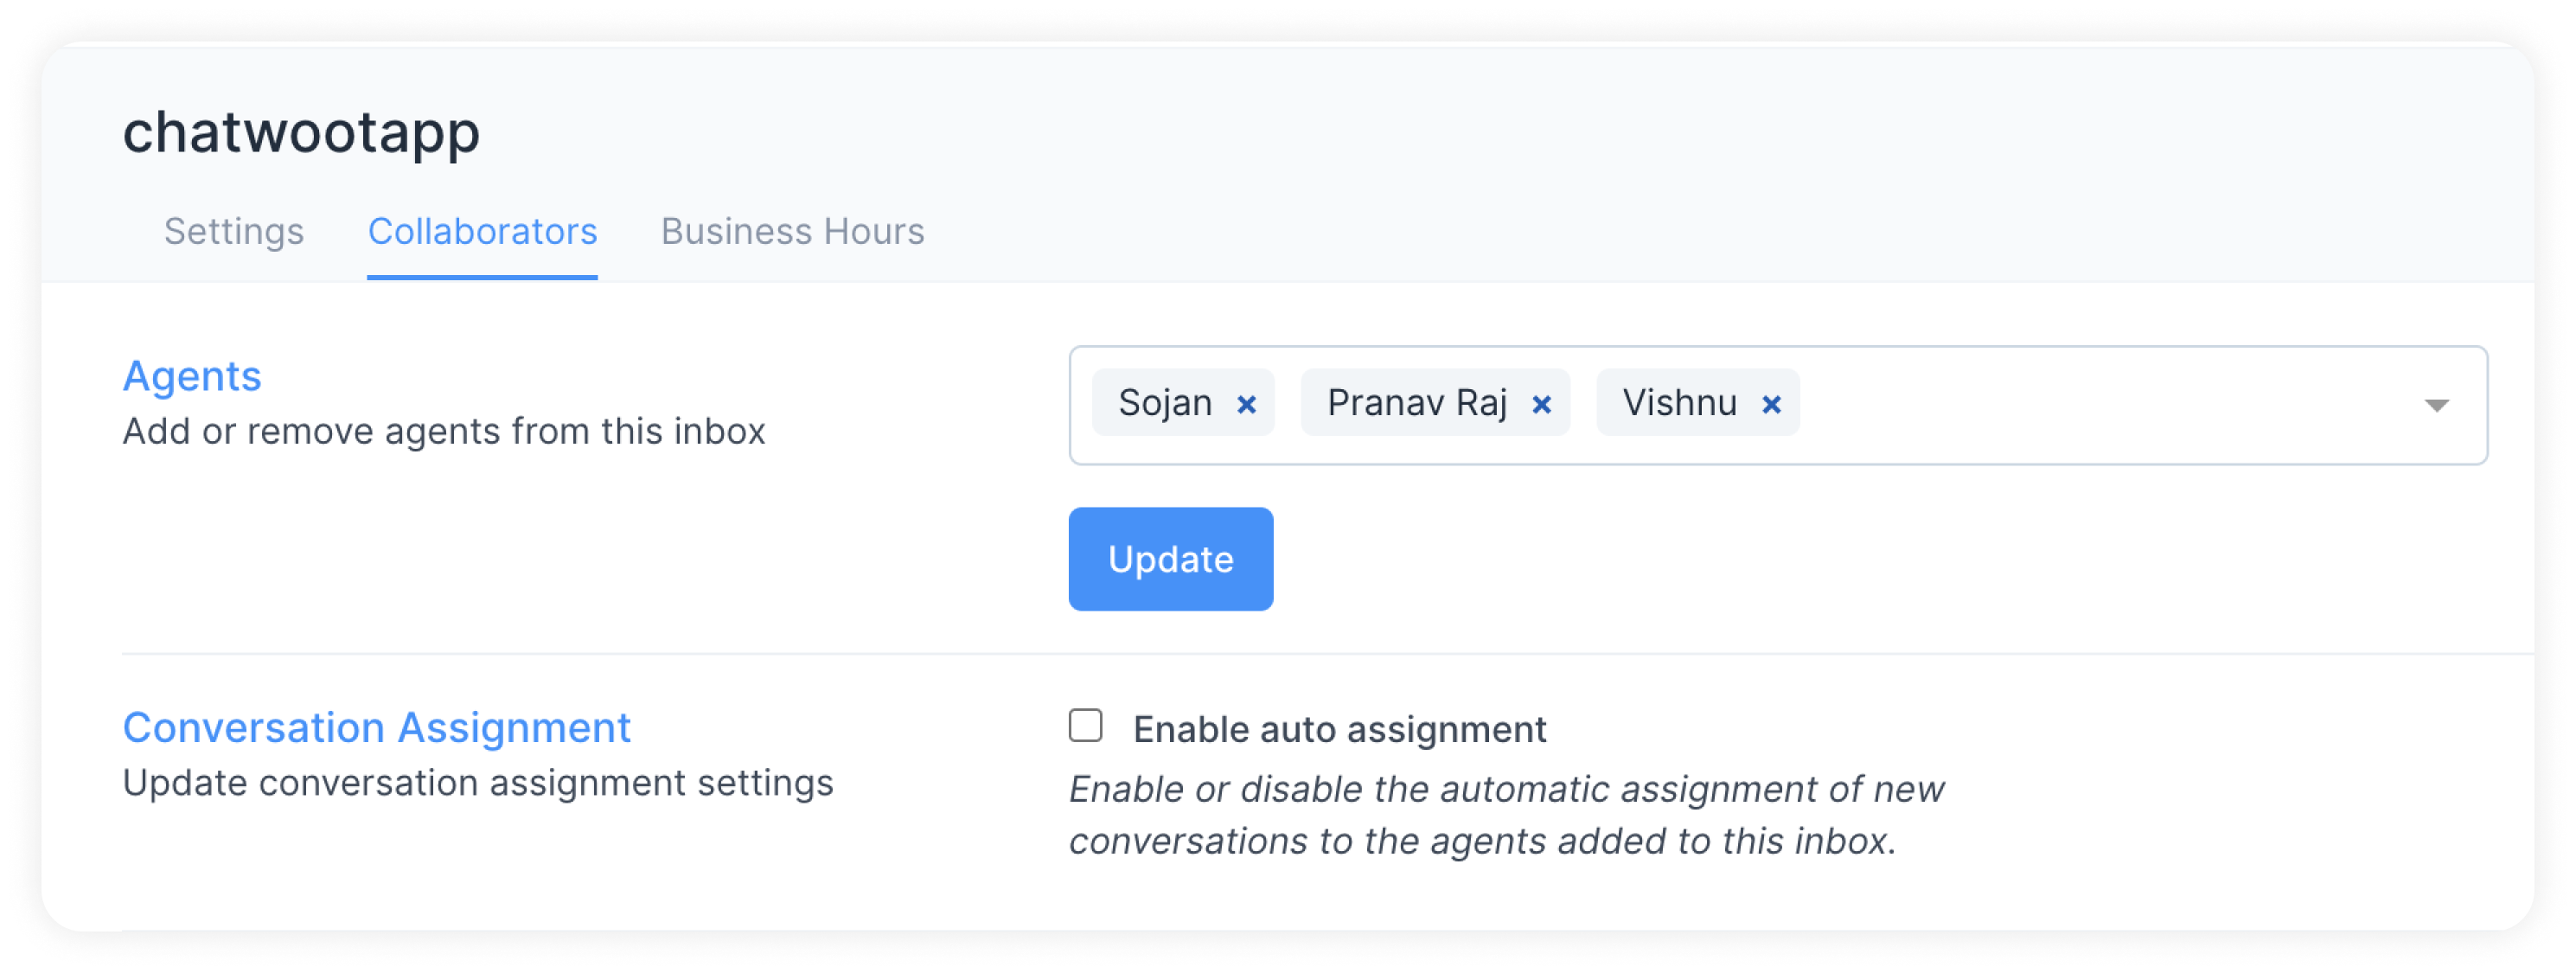 chatwootapp
Settings Collaborators Business Hours
Agents
Add or remove agents from this inbox
Sojan × Pranav Raj × Vishnu ×
Update
Conversation Assignment
Update conversation assignment settings
Enable auto assignment
Enable or disable the automatic assignment of new
conversations to the agents added to this inbox.